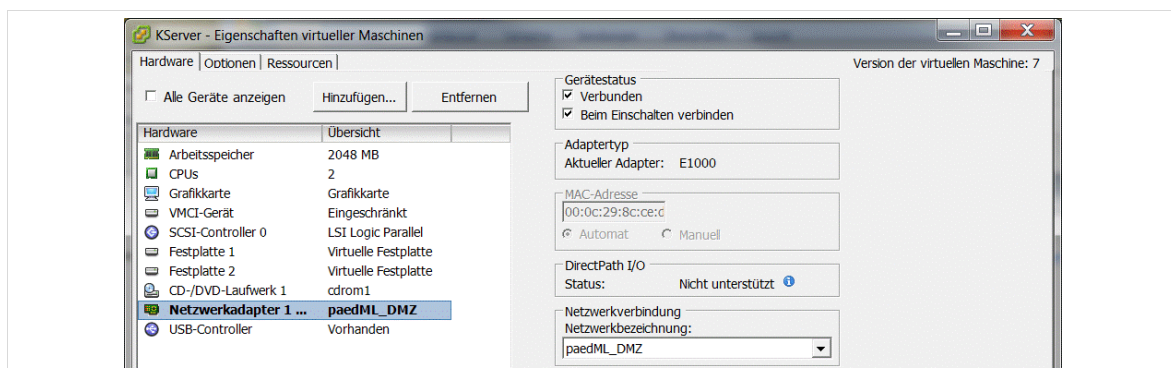 KServer - Eigenschaften virtueller Maschinen
Hardware Optionen Ressourcen
Version der virtuellen Maschine: 7
Alle Geräte anzeigen Hinzufügen... Entfernen
Hardware Übersicht
Arbeitsspeicher 2048 MB
CPUs 2
Grafikkarte Grafikkarte
VMCI-Gerät Eingeschränkt
SCSI-Controller 0 LSI Logic Parallel
Festplatte 1 Virtuelle Festplatte
Festplatte 2 Virtuelle Festplatte
CD-/DVD-Laufwerk 1 cdrom1
Netzwerkadapter 1 ... paedML_DMZ
USB-Controller Vorhanden
Gerätestatus
Verbunden
Beim Einschalten verbinden
Adaptertyp
Aktueller Adapter: E1000
MAC-Adresse
00:0c:29:8c:ce:d
Automat Manuell
DirectPath I/O
Status: Nicht unterstützt
Netzwerkverbindung
Netzwerkbezeichnung:
paedML_DMZ